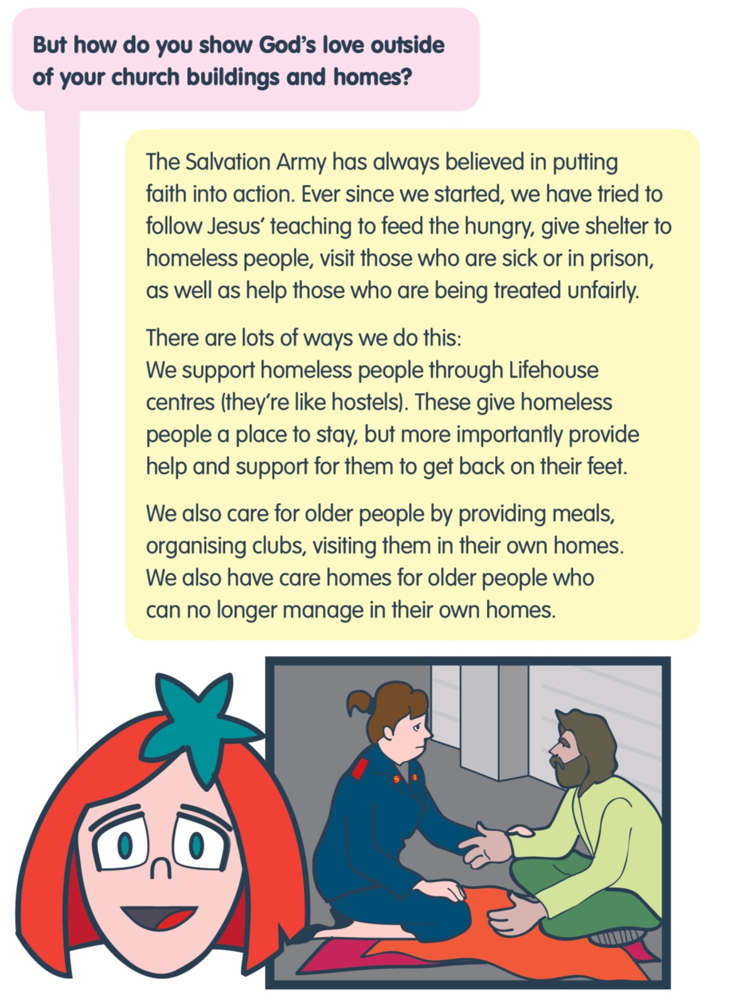 But how do you show God’s love outside
of your church buildings and homes?
The Salvation Army has always believed in putting
faith into action. Ever since we started, we have tried to
follow Jesus’ teaching to feed the hungry, give shelter to
homeless people, visit those who are sick or in prison,
as well as help those who are being treated unfairly.
There are lots of ways we do this:
We support homeless people through Lifehouse
centres (they’re like hostels). These give homeless
people a place to stay, but more importantly provide
help and support for them to get back on their feet.
We also care for older people by providing meals,
organising clubs, visiting them in their own homes.
We also have care homes for older people who
can no longer manage in their own homes.
S S